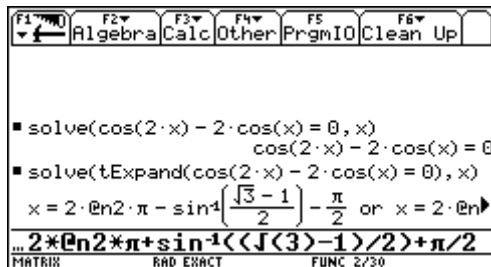 F1 F2 Algebra F3 Calc F4 Other F5 PrgmIO F6 Clean Up
■ solve(cos(2·x) − 2·cos(x) = 0, x)
cos(2·x) − 2·cos(x) = 0
■ solve(tExpand(cos(2·x) − 2·cos(x) = 0), x)
x = 2·@n2·π − sin⁻¹((√3 − 1)/2) − π/2 or x = 2·@n▶
…2*@n2*π+sin⁻¹((√(3)-1)/2)+π/2
MATRIX RAD EXACT FUNC 2/30